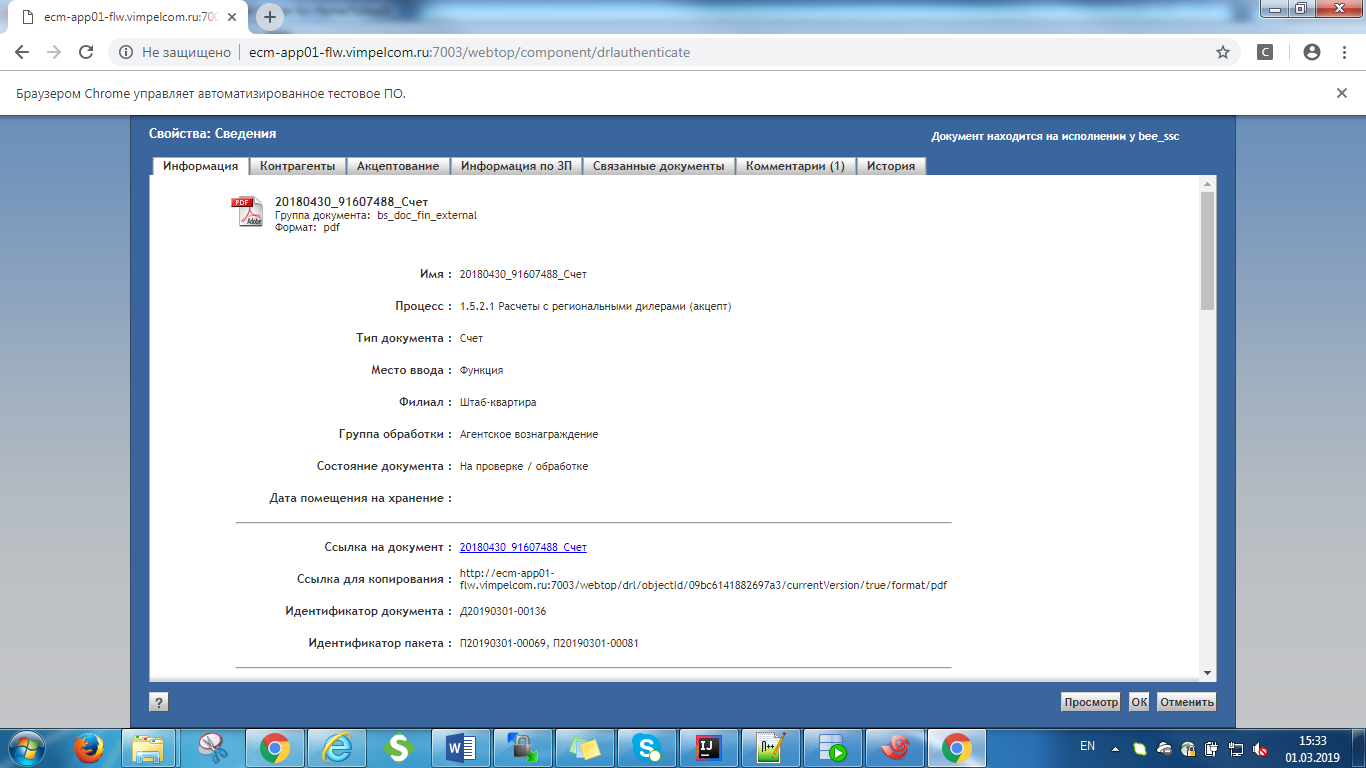 ecm-app01-flw.vimpelcom.ru:700
Не защищено ecm-app01-flw.vimpelcom.ru:7003/webtop/component/drlauthenticate
Браузером Chrome управляет автоматизированное тестовое ПО.
Свойства: Сведения
Документ находится на исполнении у bee_ssc
Информация Контрагенты Акцептование Информация по ЗП Связанные документы Комментарии (1) История
20180430_91607488_Счет
Группа документа: bs_doc_fin_external
Формат: pdf
Имя : 20180430_91607488_Счет
Процесс : 1.5.2.1 Расчеты с региональными дилерами (акцепт)
Тип документа : Счет
Место ввода : Функция
Филиал : Штаб-квартира
Группа обработки : Агентское вознаграждение
Состояние документа : На проверке / обработке
Дата помещения на хранение :
Ссылка на документ : 20180430_91607488_Счет
Ссылка для копирования : http://ecm-app01-
flw.vimpelcom.ru:7003/webtop/drl/objectId/09bc6141882697a3/currentVersion/true/format/pdf
Идентификатор документа : Д20190301-00136
Идентификатор пакета : П20190301-00069, П20190301-00081
? Просмотр ОК Отменить
EN 15:33
01.03.2019